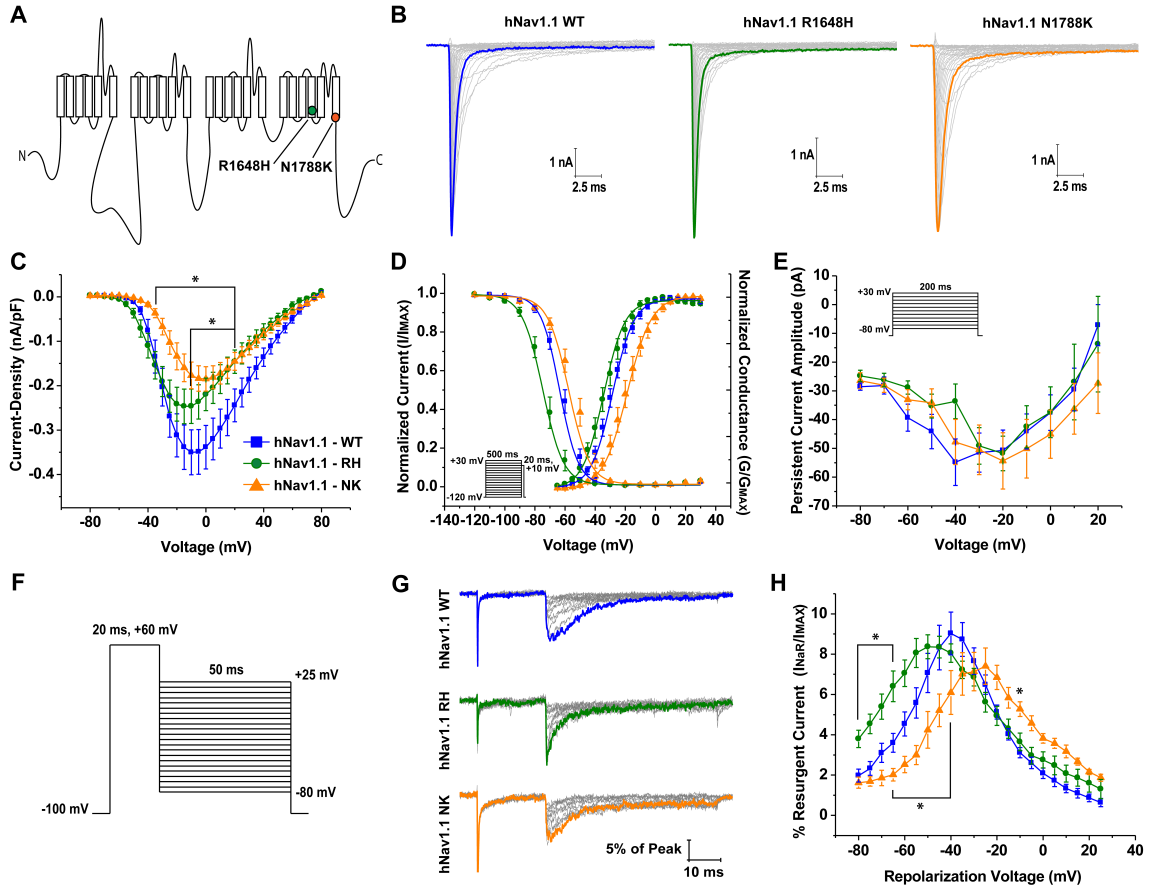 A
N
R1648H
N1788K
C
B
hNav1.1 WT
hNav1.1 R1648H
hNav1.1 N1788K
1 nA
2.5 ms
1 nA
2.5 ms
1 nA
2.5 ms
C
*
*
0.0
-0.1
-0.2
-0.3
-0.4
Current-Density (nA/pF)
hNav1.1 - WT
hNav1.1 - RH
hNav1.1 - NK
-80
-40
0
40
80
Voltage (mV)
D
1.0
0.8
0.6
0.4
0.2
0.0
Normalized Current (I/IMAX)
Normalized Conductance (G/GMAX)
500 ms
20 ms,
+30 mV
+10 mV
-120 mV
-140
-120
-100
-80
-60
-40
-20
0
20
40
Voltage (mV)
E
10
0
-10
-20
-30
-40
-50
-60
-70
Persistent Current Amplitude (pA)
200 ms
+30 mV
-80 mV
-80
-60
-40
-20
0
20
Voltage (mV)
F
20 ms, +60 mV
50 ms
+25 mV
-80 mV
-100 mV
G
hNav1.1 WT
hNav1.1 RH
hNav1.1 NK
5% of Peak
10 ms
H
10
8
6
4
2
0
% Resurgent Current (INaR/IMAX)
*
*
*
-80
-60
-40
-20
0
20
40
Repolarization Voltage (mV)